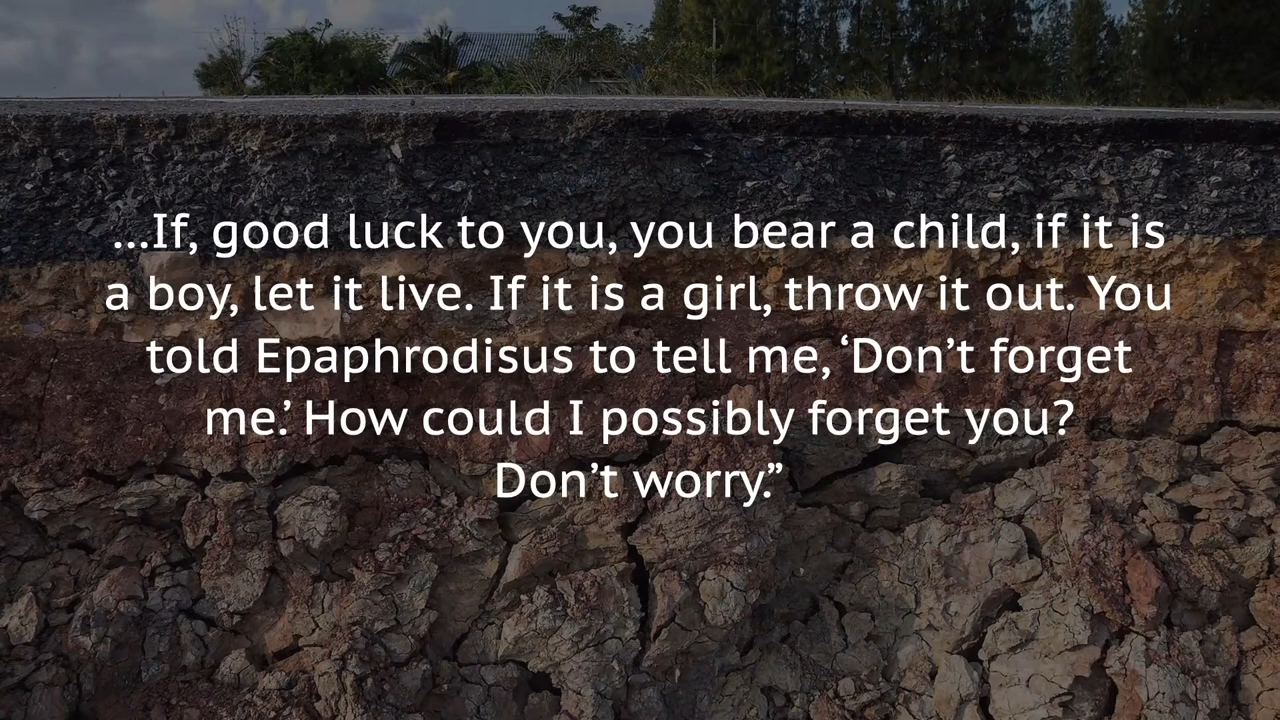 ...If, good luck to you, you bear a child, if it is
a boy, let it live. If it is a girl, throw it out. You
told Epaphrodisus to tell me, ‘Don’t forget
me.’ How could I possibly forget you?
Don’t worry.”